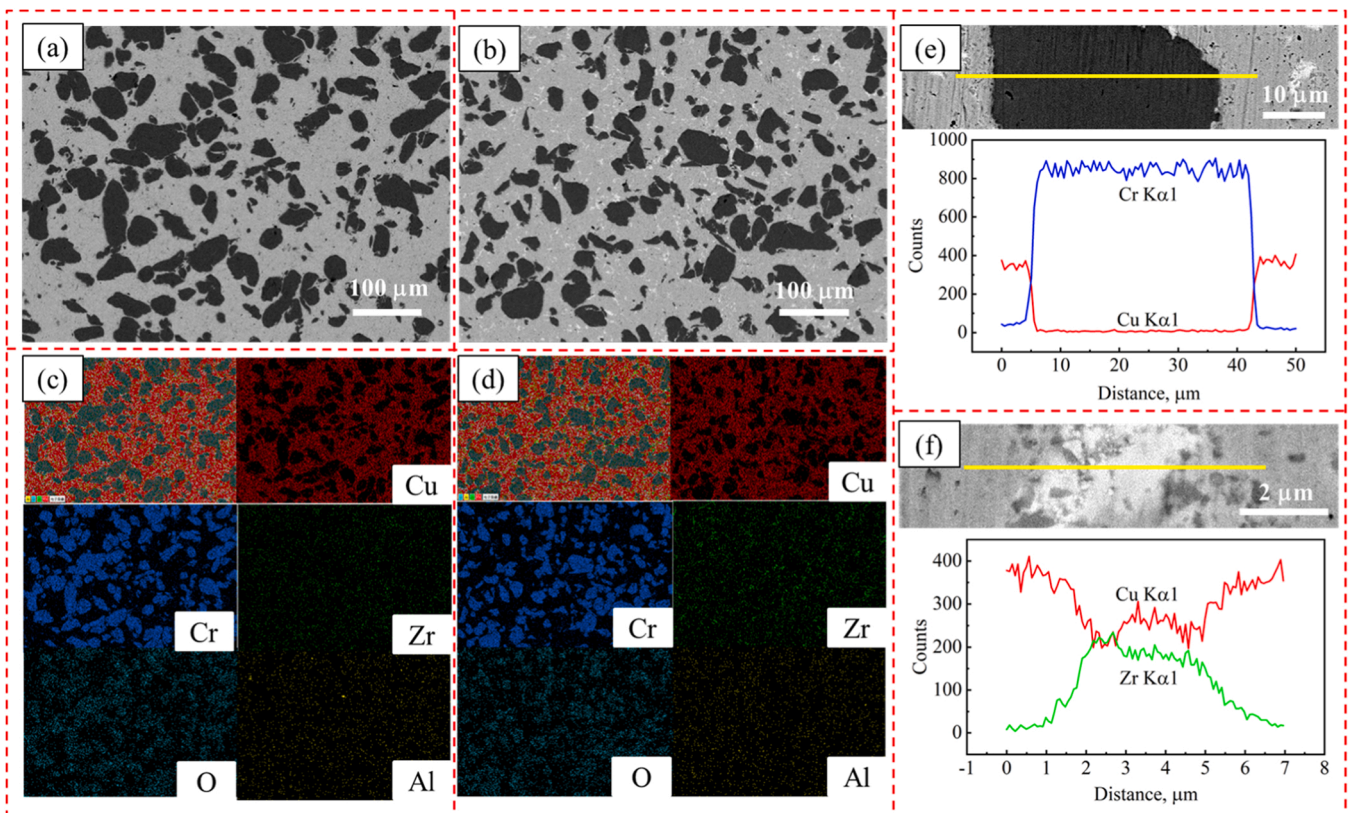 (a)
100 μm
(b)
100 μm
(c)
Cu
Cr
Zr
O
Al
(d)
Cu
Cr
Zr
O
Al
(e)
10 μm
1000
800
600
400
200
0
Counts
Cr Kα1
Cu Kα1
0 10 20 30 40 50
Distance, μm
(f)
2 μm
400
300
200
100
0
Counts
Cu Kα1
Zr Kα1
-1 0 1 2 3 4 5 6 7 8
Distance, μm